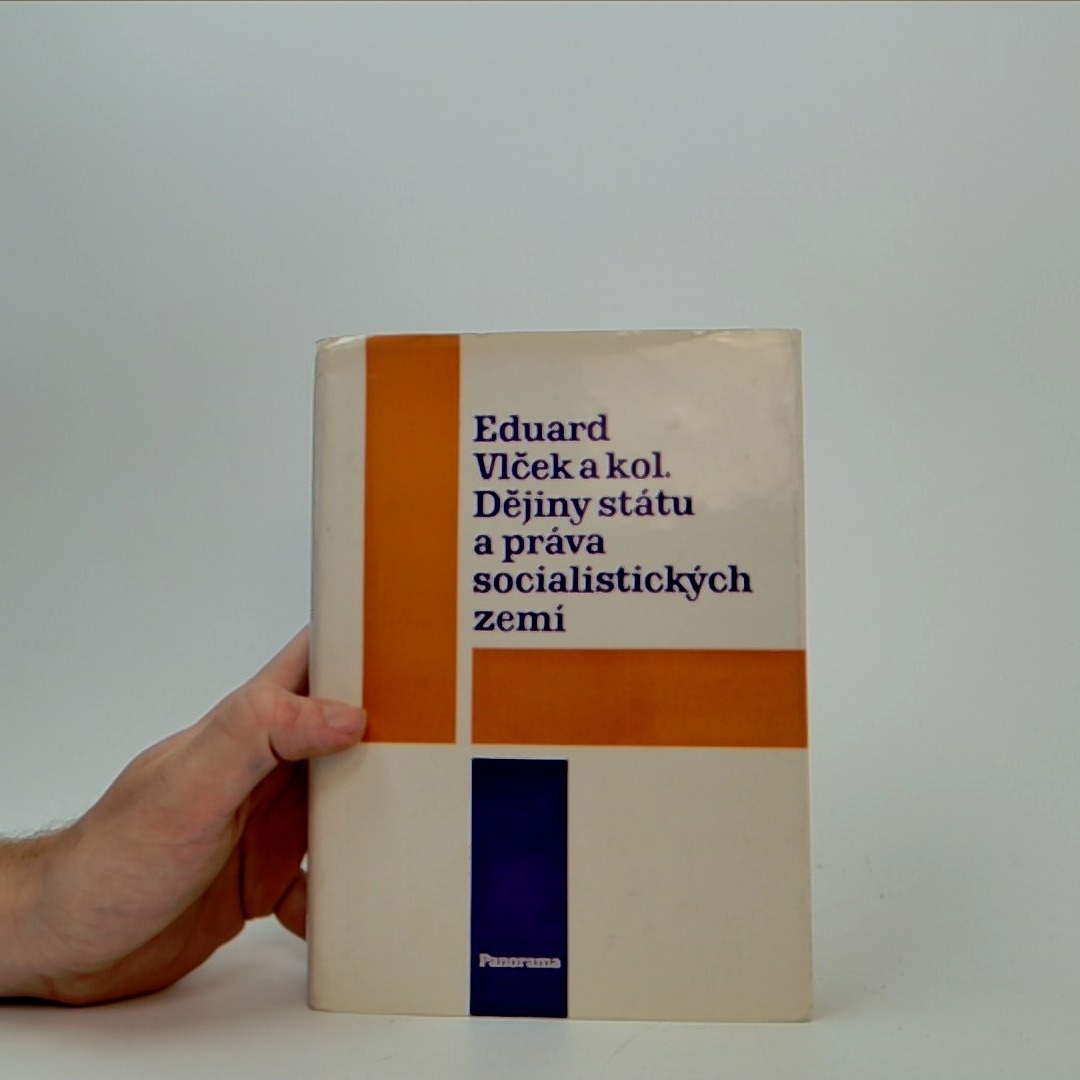 Eduard
Vlček a kol.
Dějiny státu
a práva
socialistických
zemí
Panorama